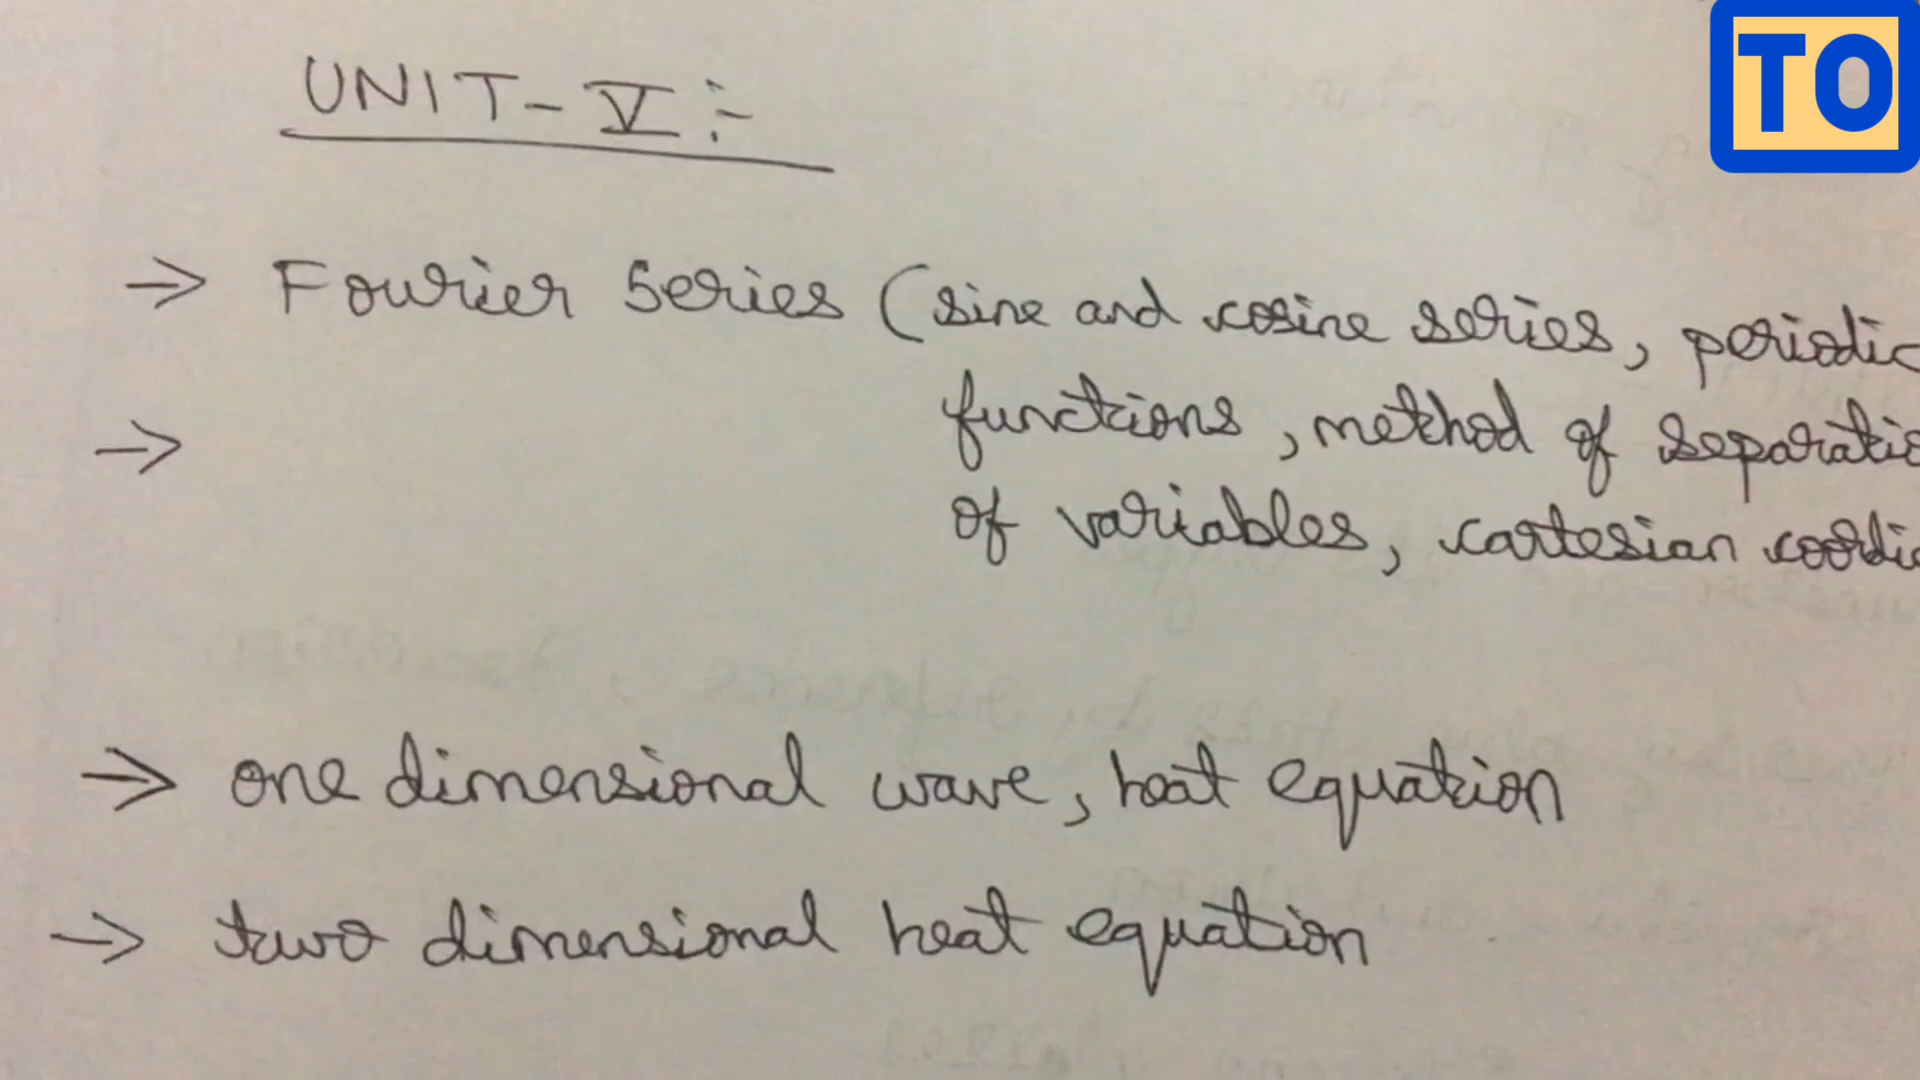 TO
UNIT-V:-
→ Fourier Series (sine and cosine series, periodic
→ functions, method of separatio
of variables, cartesian coordi
→ one dimensional wave, heat equation
→ two dimensional heat equation